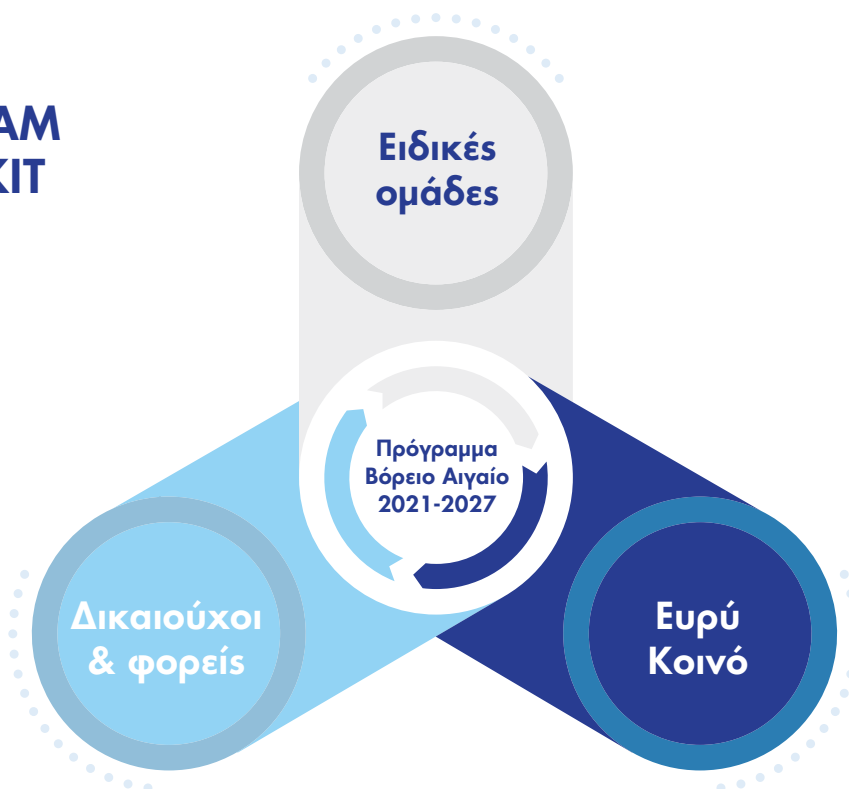 AM
KIT
Ειδικές
ομάδες
Πρόγραμμα
Βόρειο Αιγαίο
2021-2027
Δικαιούχοι
& φορείς
Ευρύ
Κοινό